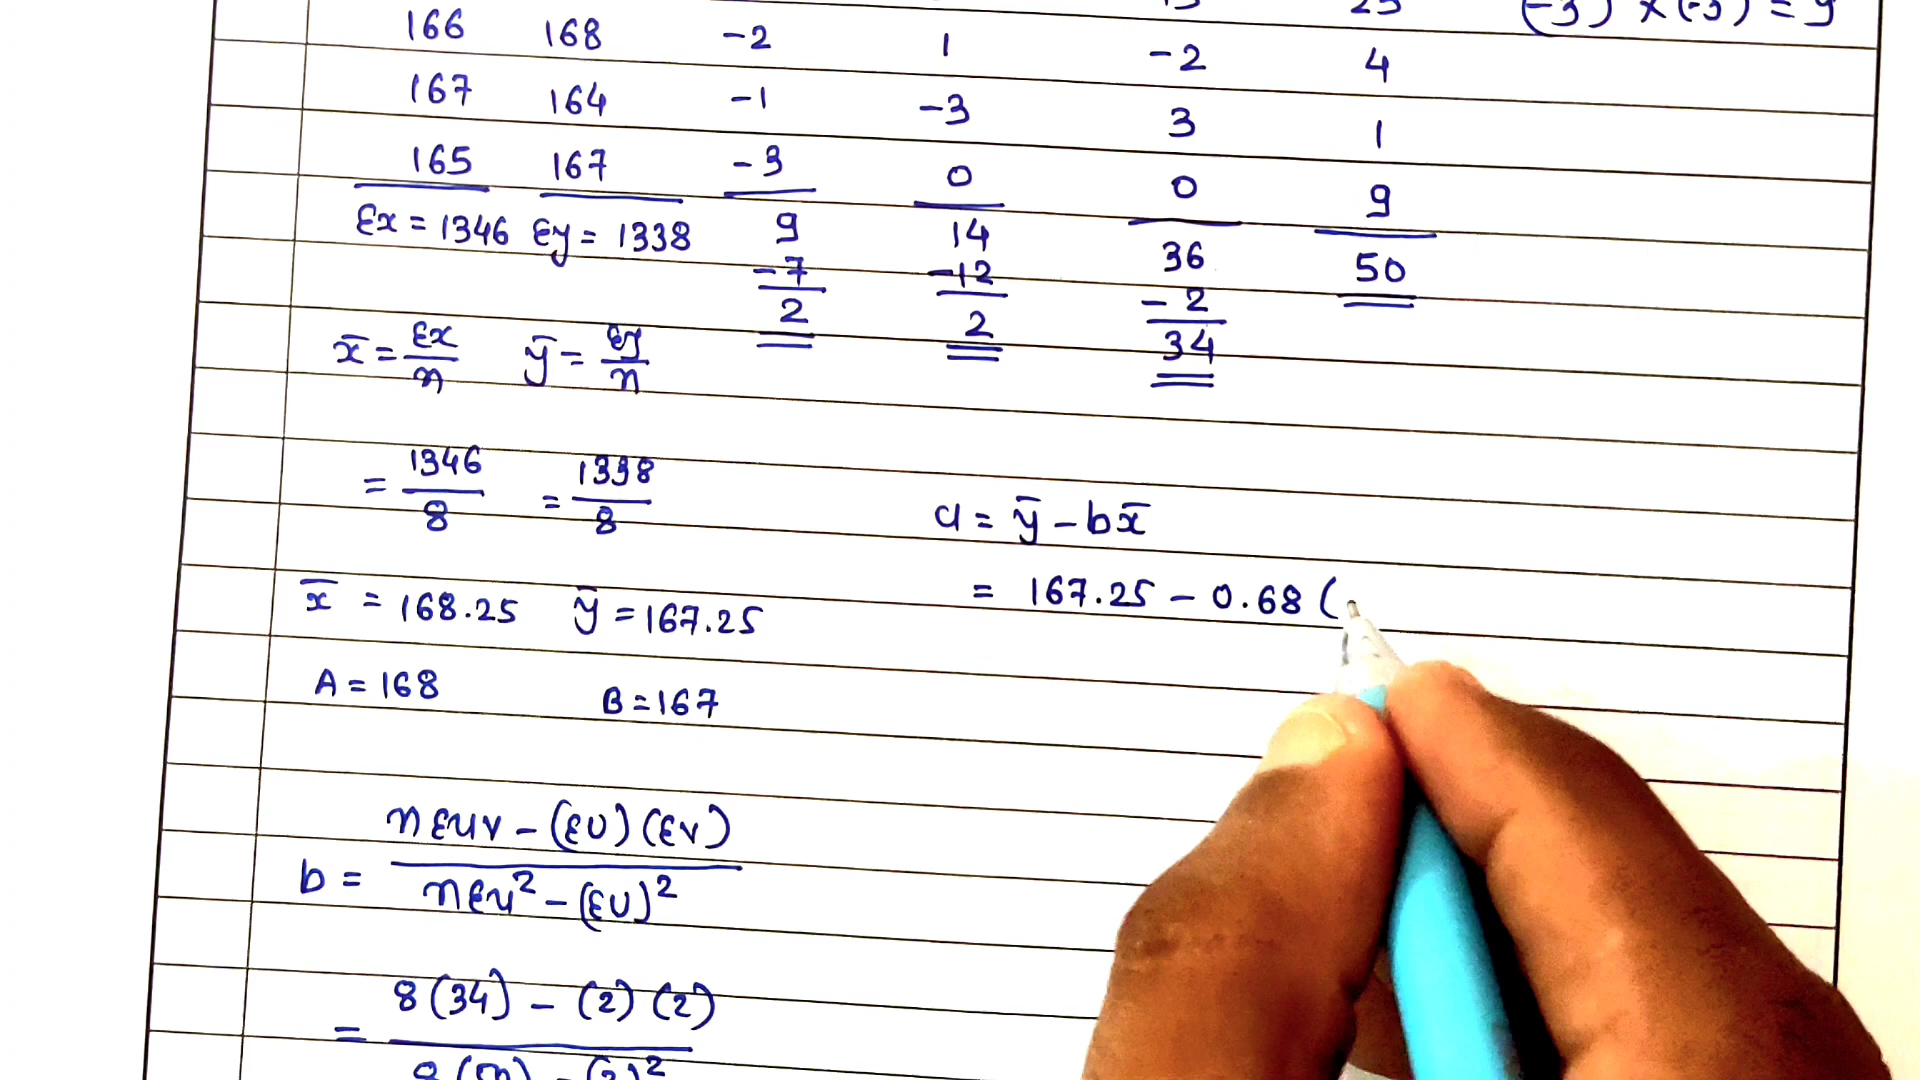 (-3) × (-3) = 9
166 168 -2 1 -2 4
167 164 -1 -3 3 1
165 167 -3 0 0 9
Σx = 1346 Σy = 1338 9 14 36 50
-7 -12 -2
2 2 34
x̄ = Σx/n ȳ = Σy/n
= 1346/8 = 1338/8
a = ȳ - bx̄
x̄ = 168.25 ȳ = 167.25
= 167.25 - 0.68 (
A = 168 B = 167
b = nΣuv - (ΣU)(Σv) / nΣu² - (ΣU)²
= 8(34) - (2)(2)